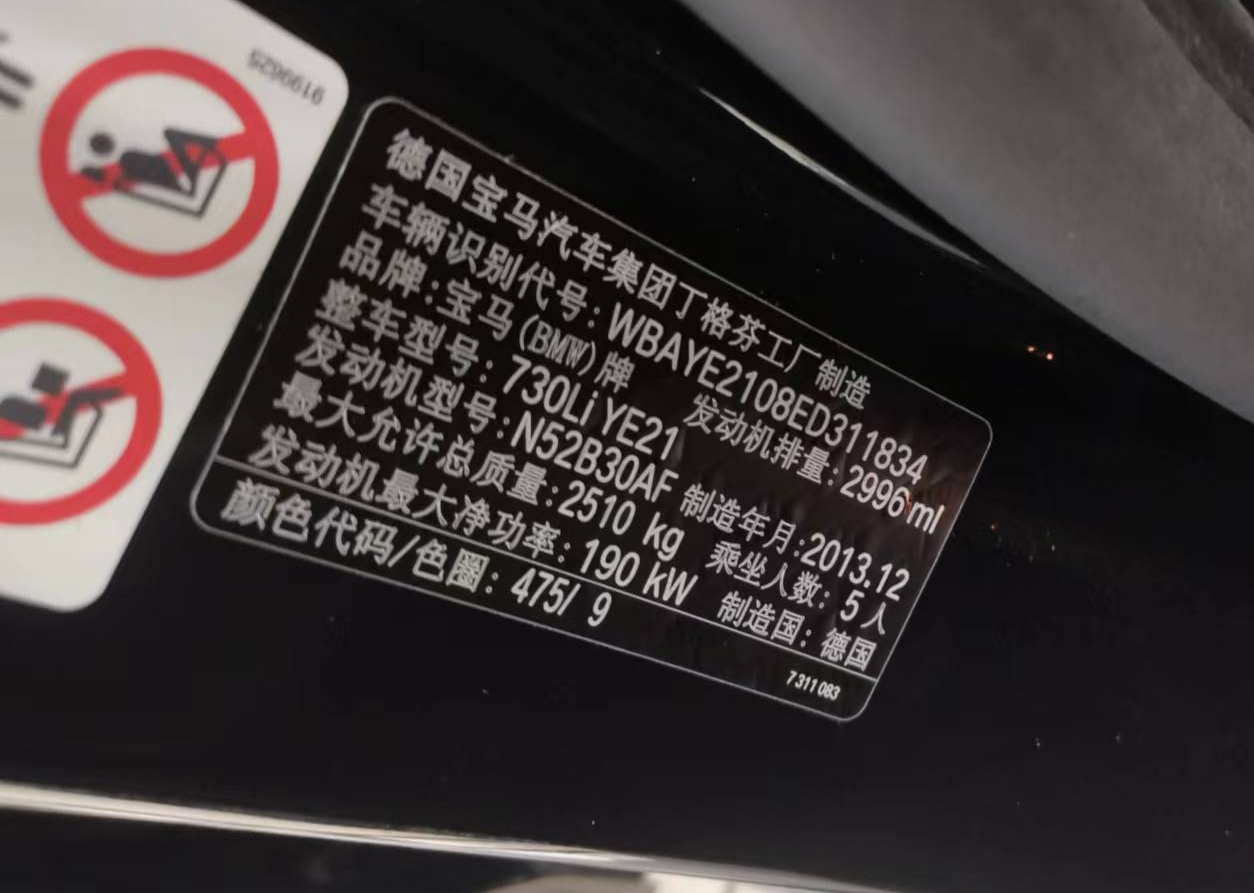 9199625
德国宝马汽车集团丁格芬工厂制造
车辆识别代号:WBAYE2108ED311834
品牌:宝马(BMW)牌 发动机排量:2996 ml
整车型号:730Li YE21
发动机型号:N52B30AF 制造年月:2013.12
最大允许总质量:2510 kg 乘坐人数:5人
发动机最大净功率:190 kW 制造国:德国
颜色代码/色圈:475/ 9
7311083